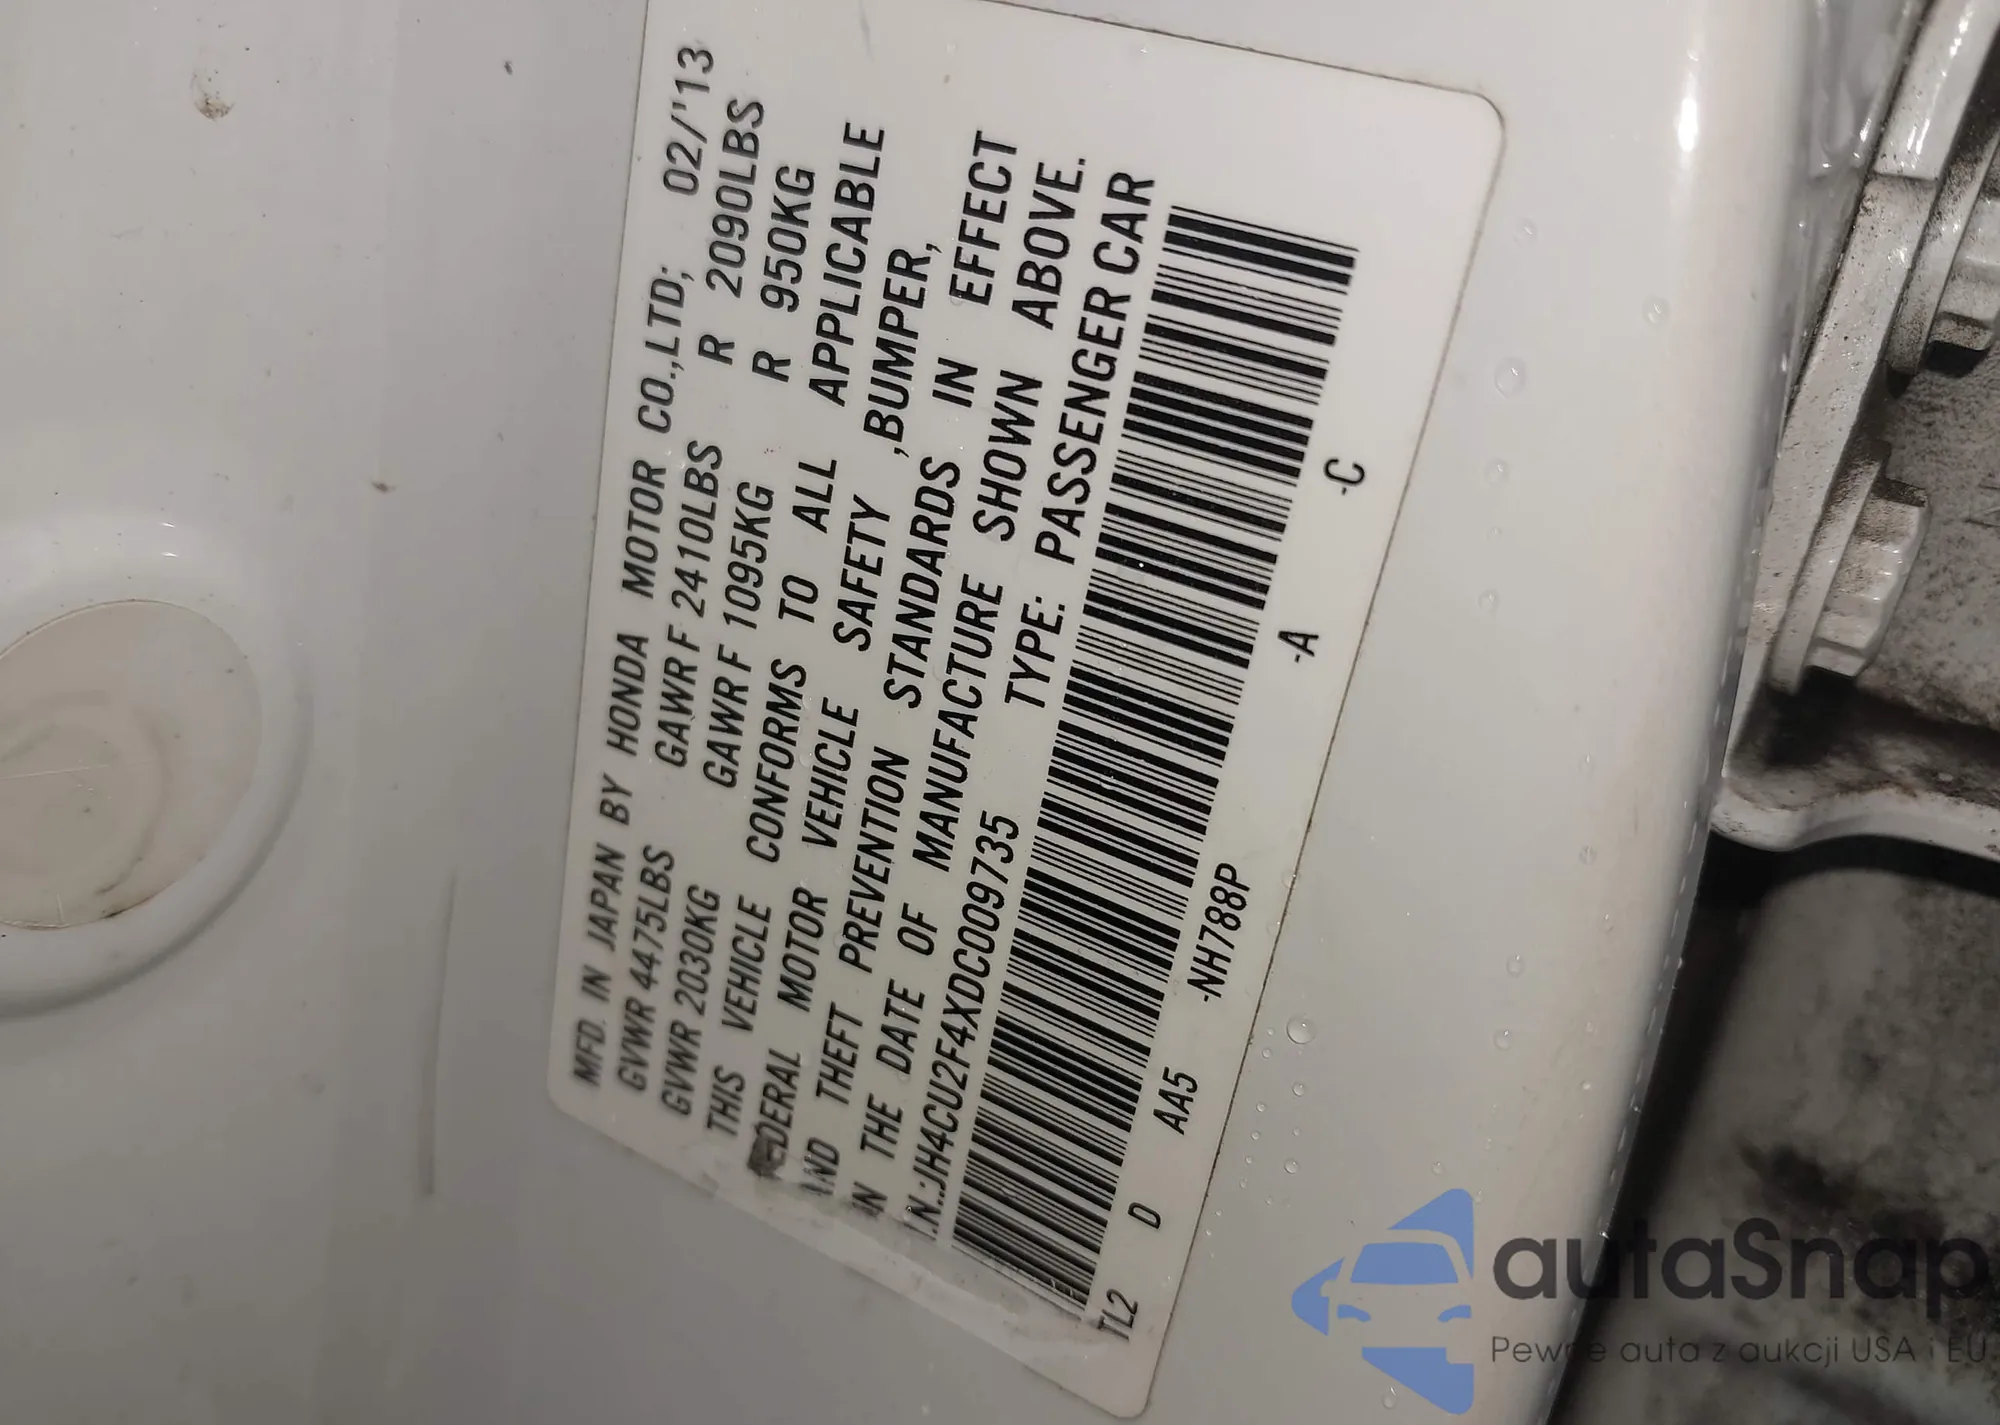 MFD. IN JAPAN BY HONDA MOTOR CO.,LTD; 02/'13
GVWR 4475LBS GAWR F 2410LBS R 2090LBS
GVWR 2030KG GAWR F 1095KG R 950KG
THIS VEHICLE CONFORMS TO ALL APPLICABLE
FEDERAL MOTOR VEHICLE SAFETY ,BUMPER,
AND THEFT PREVENTION STANDARDS IN EFFECT
ON THE DATE OF MANUFACTURE SHOWN ABOVE.
I.N.:JH4CU2F4XDC009735 TYPE: PASSENGER CAR
TL2 D AA5 -NH788P -A -C
autaSnap
Pewne auta z aukcji USA i EU